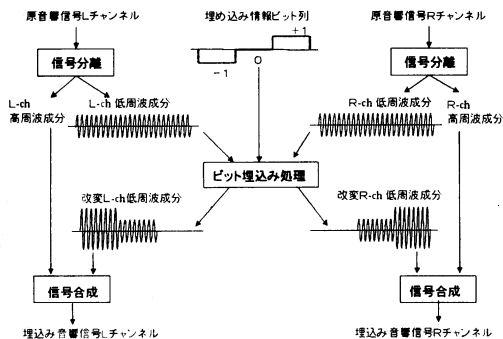 原音響信号Lチャンネル
埋め込み情報ビット列
原音響信号Rチャンネル
+1
信号分離
0
信号分離
-1
L-ch
高周波成分
L-ch 低周波成分
R-ch 低周波成分
R-ch
高周波成分
ビット埋込み処理
改変L-ch低周波成分
改変R-ch 低周波成分
信号合成
信号合成
埋込み音響信号Lチャンネル
埋込み音響信号Rチャンネル